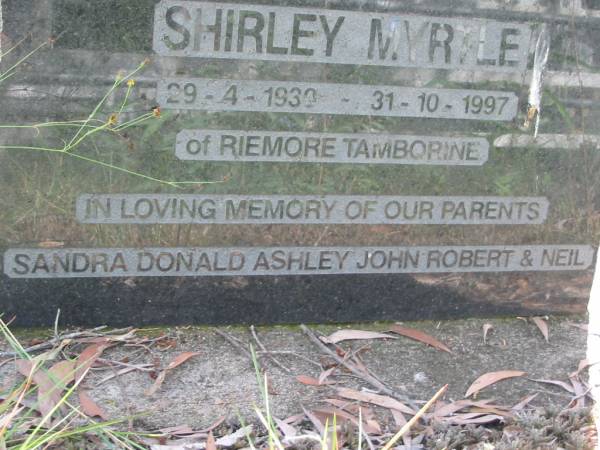 SHIRLEY MYRTLE
29-4-1930 - 31-10-1997
of RIEMORE TAMBORINE
IN LOVING MEMORY OF OUR PARENTS
SANDRA DONALD ASHLEY JOHN ROBERT & NEIL